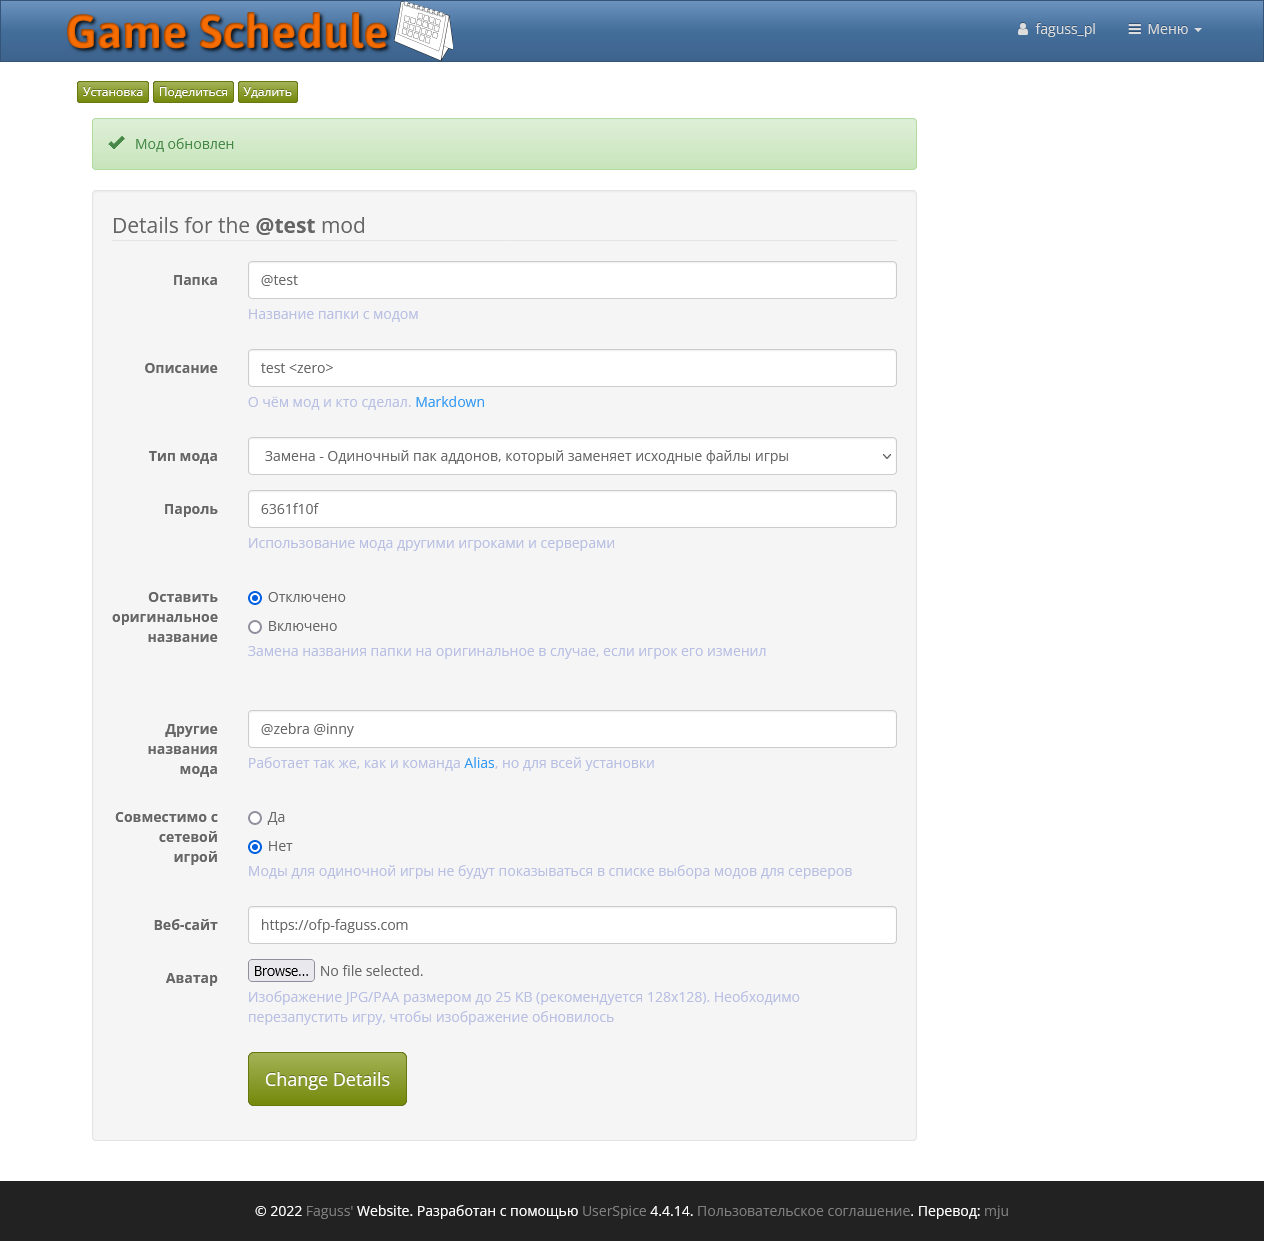 Game Schedule
faguss_pl
Меню
Установка Поделиться Удалить
Мод обновлен
Details for the @test mod
Папка
@test
Название папки с модом
Описание
test <zero>
О чём мод и кто сделал. Markdown
Тип мода
Замена - Одиночный пак аддонов, который заменяет исходные файлы игры
Пароль
6361f10f
Использование мода другими игроками и серверами
Оставить
оригинальное
название
Отключено
Включено
Замена названия папки на оригинальное в случае, если игрок его изменил
Другие
названия
мода
@zebra @inny
Работает так же, как и команда Alias, но для всей установки
Совместимо с
сетевой
игрой
Да
Нет
Моды для одиночной игры не будут показываться в списке выбора модов для серверов
Веб-сайт
https://ofp-faguss.com
Аватар
Browse... No file selected.
Изображение JPG/PAA размером до 25 KB (рекомендуется 128x128). Необходимо
перезапустить игру, чтобы изображение обновилось
Change Details
© 2022 Faguss' Website. Разработан с помощью UserSpice 4.4.14. Пользовательское соглашение. Перевод: mju